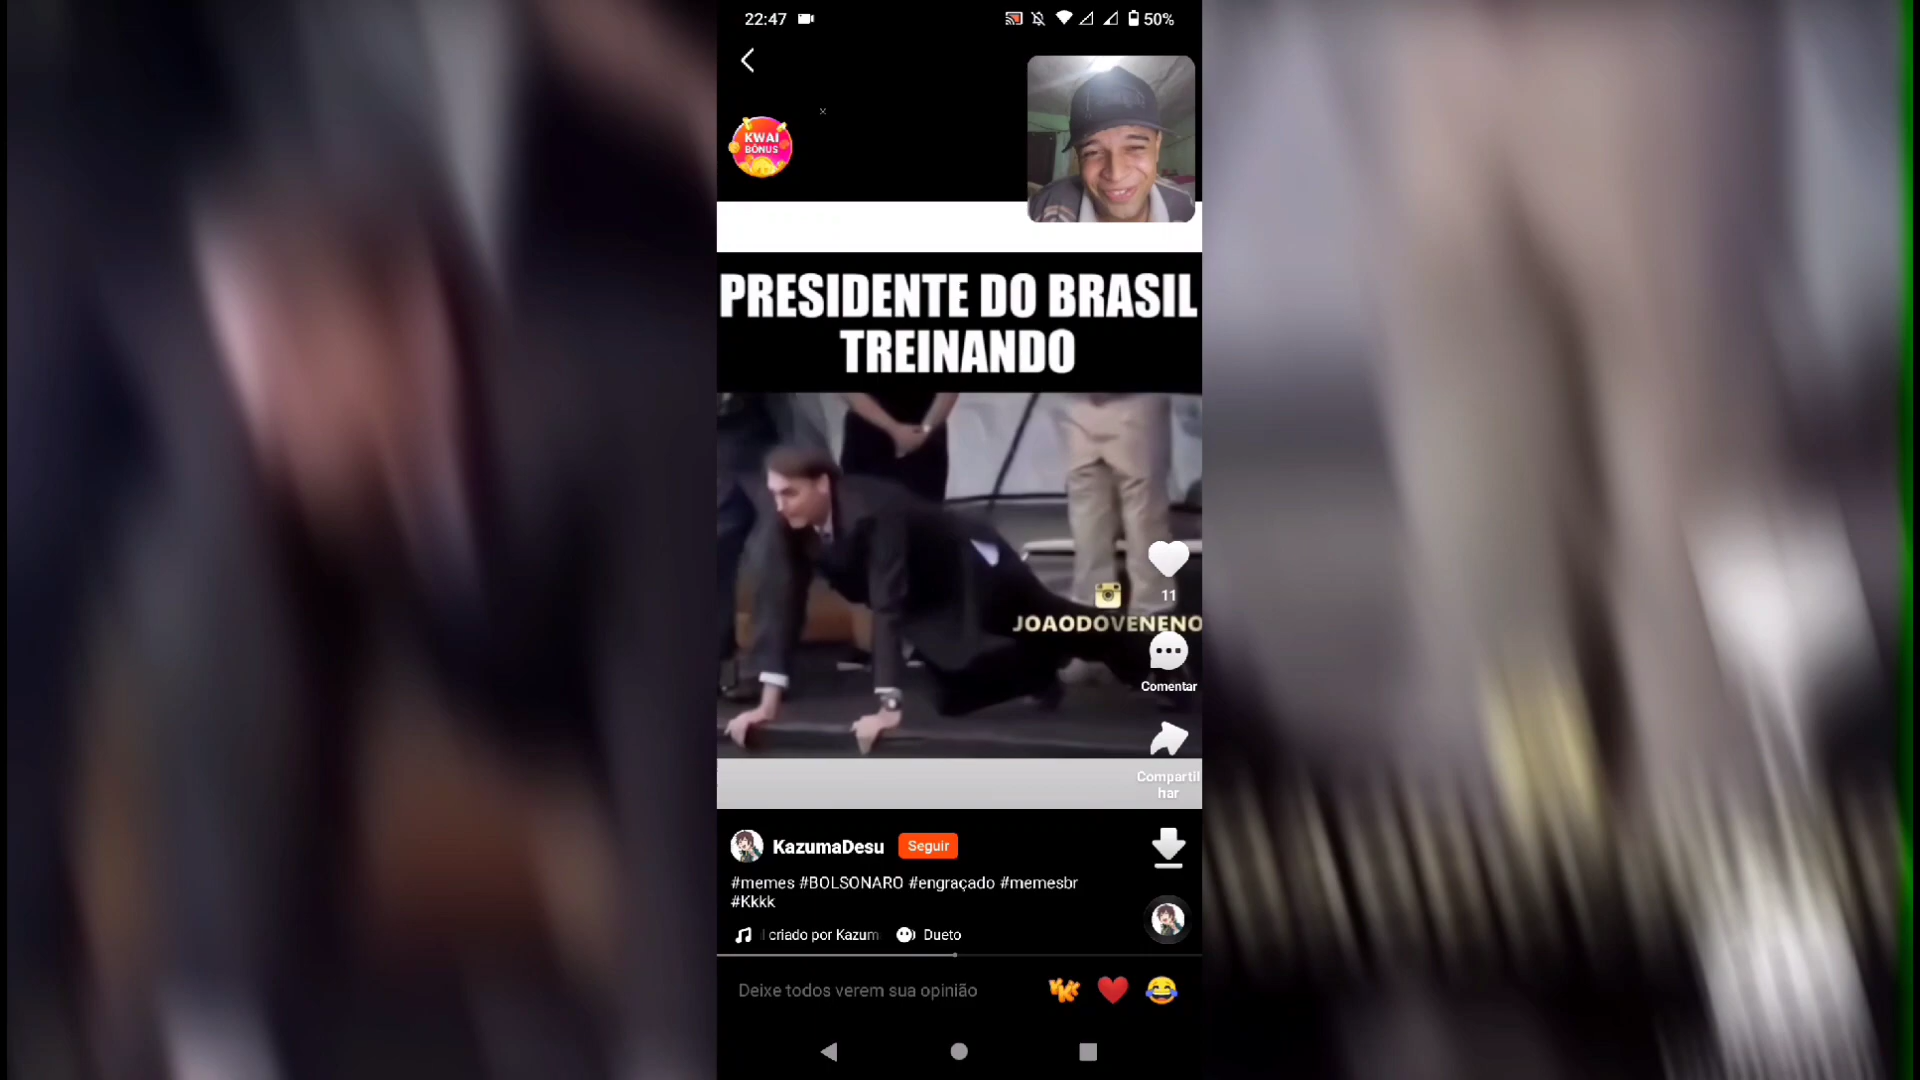 22:47
50%
KWAI
BÔNUS
PRESIDENTE DO BRASIL
TREINANDO
11
JOAODOVENENO
Comentar
Compartil
har
KazumaDesu
Seguir
#memes #BOLSONARO #engraçado #memesbr
#Kkkk
l criado por Kazum
Dueto
Deixe todos verem sua opinião